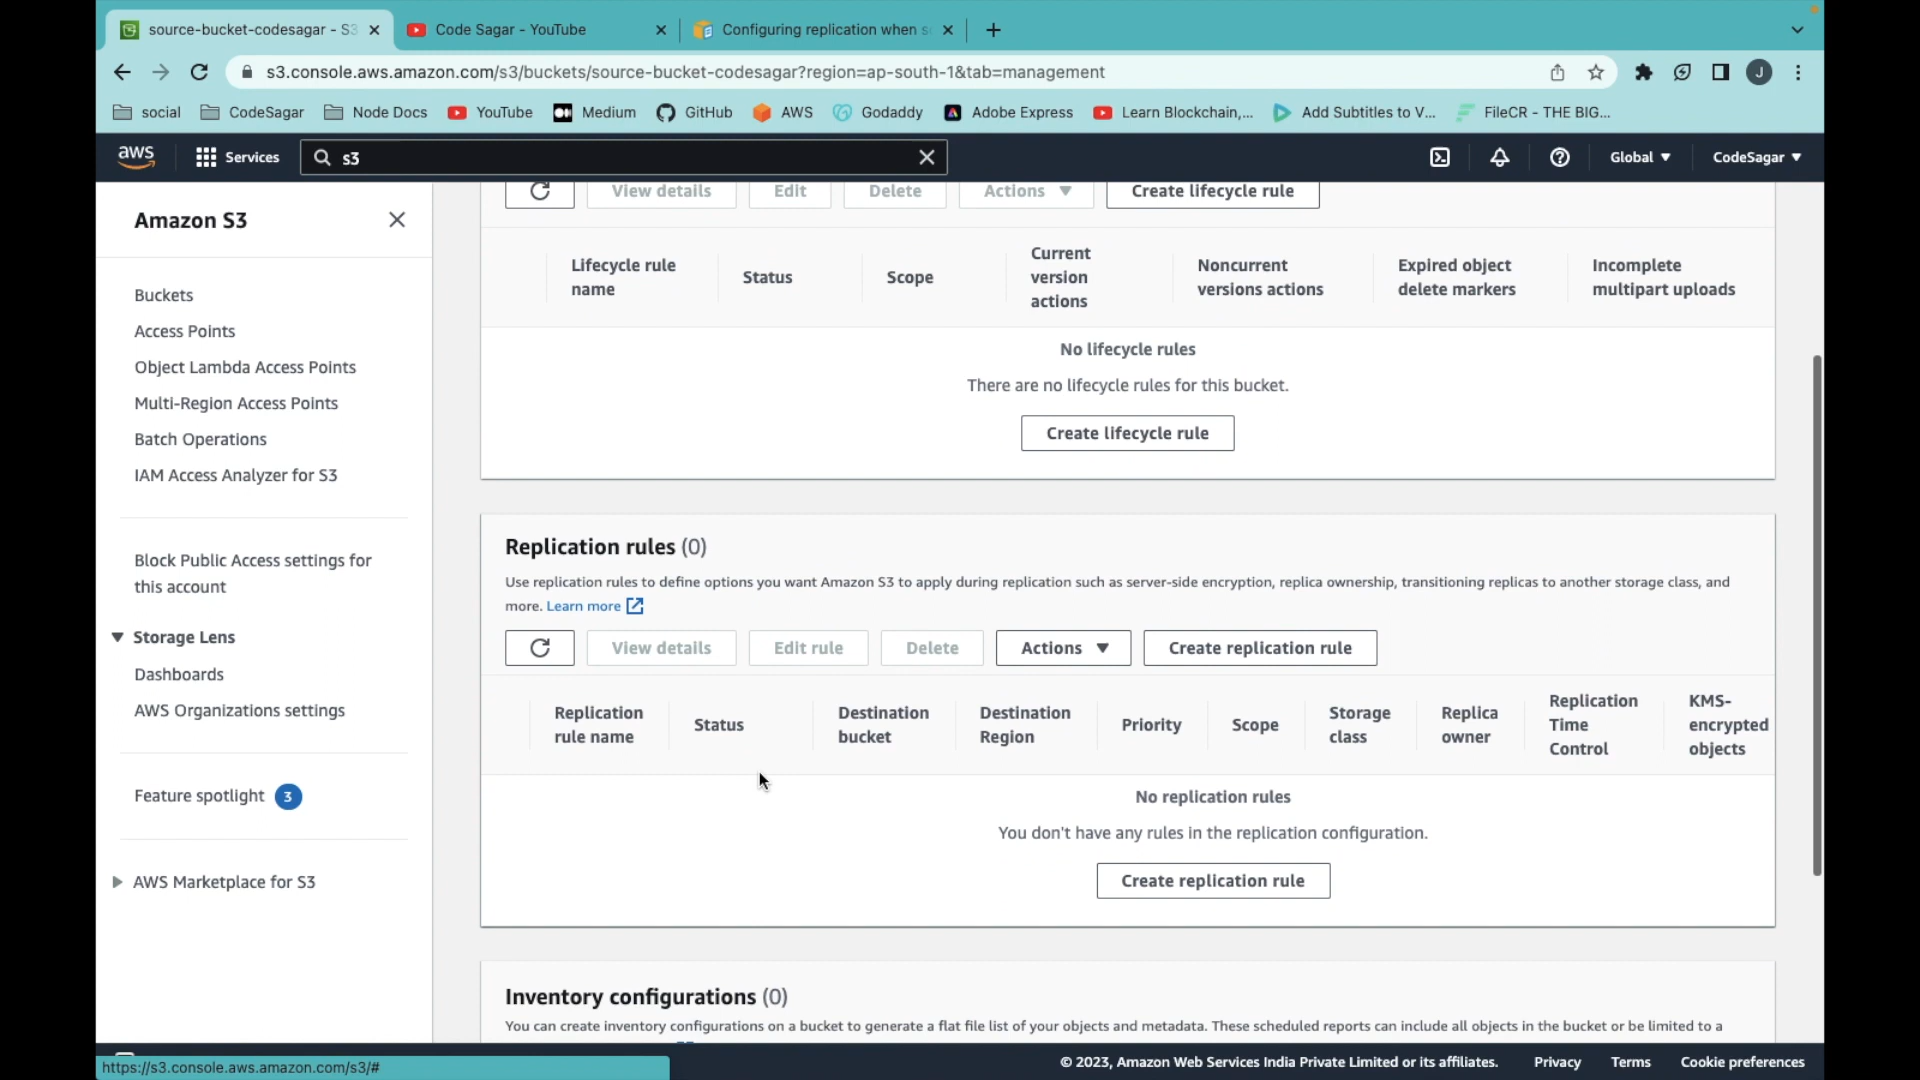 source-bucket-codesagar - S3
Code Sagar - YouTube
Configuring replication when s
s3.console.aws.amazon.com/s3/buckets/source-bucket-codesagar?region=ap-south-1&tab=management
J
social
CodeSagar
Node Docs
YouTube
Medium
GitHub
AWS
Godaddy
Adobe Express
Learn Blockchain,...
Add Subtitles to V...
FileCR - THE BIG...
aws
Services
s3
Global
CodeSagar
Amazon S3
Buckets
Access Points
Object Lambda Access Points
Multi-Region Access Points
Batch Operations
IAM Access Analyzer for S3
Block Public Access settings for
this account
Storage Lens
Dashboards
AWS Organizations settings
Feature spotlight 3
AWS Marketplace for S3
View details
Edit
Delete
Actions
Create lifecycle rule
Lifecycle rule
name
Status
Scope
Current
version
actions
Noncurrent
versions actions
Expired object
delete markers
Incomplete
multipart uploads
No lifecycle rules
There are no lifecycle rules for this bucket.
Create lifecycle rule
Replication rules (0)
Use replication rules to define options you want Amazon S3 to apply during replication such as server-side encryption, replica ownership, transitioning replicas to another storage class, and
more. Learn more
View details
Edit rule
Delete
Actions
Create replication rule
Replication
rule name
Status
Destination
bucket
Destination
Region
Priority
Scope
Storage
class
Replica
owner
Replication
Time
Control
KMS-
encrypted
objects
No replication rules
You don't have any rules in the replication configuration.
Create replication rule
Inventory configurations (0)
You can create inventory configurations on a bucket to generate a flat file list of your objects and metadata. These scheduled reports can include all objects in the bucket or be limited to a
https://s3.console.aws.amazon.com/s3/#
© 2023, Amazon Web Services India Private Limited or its affiliates.
Privacy
Terms
Cookie preferences